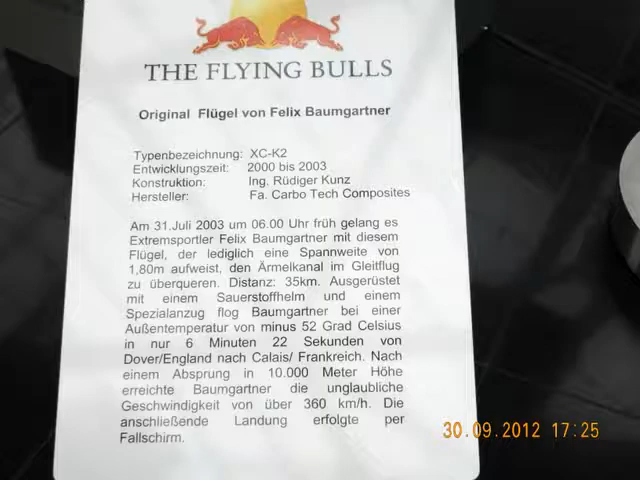 THE FLYING BULLS
Original Flügel von Felix Baumgartner
Typenbezeichnung: XC-K2
Entwicklungszeit: 2000 bis 2003
Konstruktion: Ing. Rüdiger Kunz
Hersteller: Fa. Carbo Tech Composites
Am 31.Juli 2003 um 06.00 Uhr früh gelang es
Extremsportler Felix Baumgartner mit diesem
Flügel, der lediglich eine Spannweite von
1,80m aufweist, den Ärmelkanal im Gleitflug
zu überqueren. Distanz: 35km. Ausgerüstet
mit einem Sauerstoffhelm und einem
Spezialanzug flog Baumgartner bei einer
Außentemperatur von minus 52 Grad Celsius
in nur 6 Minuten 22 Sekunden von
Dover/England nach Calais/ Frankreich. Nach
einem Absprung in 10.000 Meter Höhe
erreichte Baumgartner die unglaubliche
Geschwindigkeit von über 360 km/h. Die
anschließende Landung erfolgte per
Fallschirm.
30.09.2012 17:25